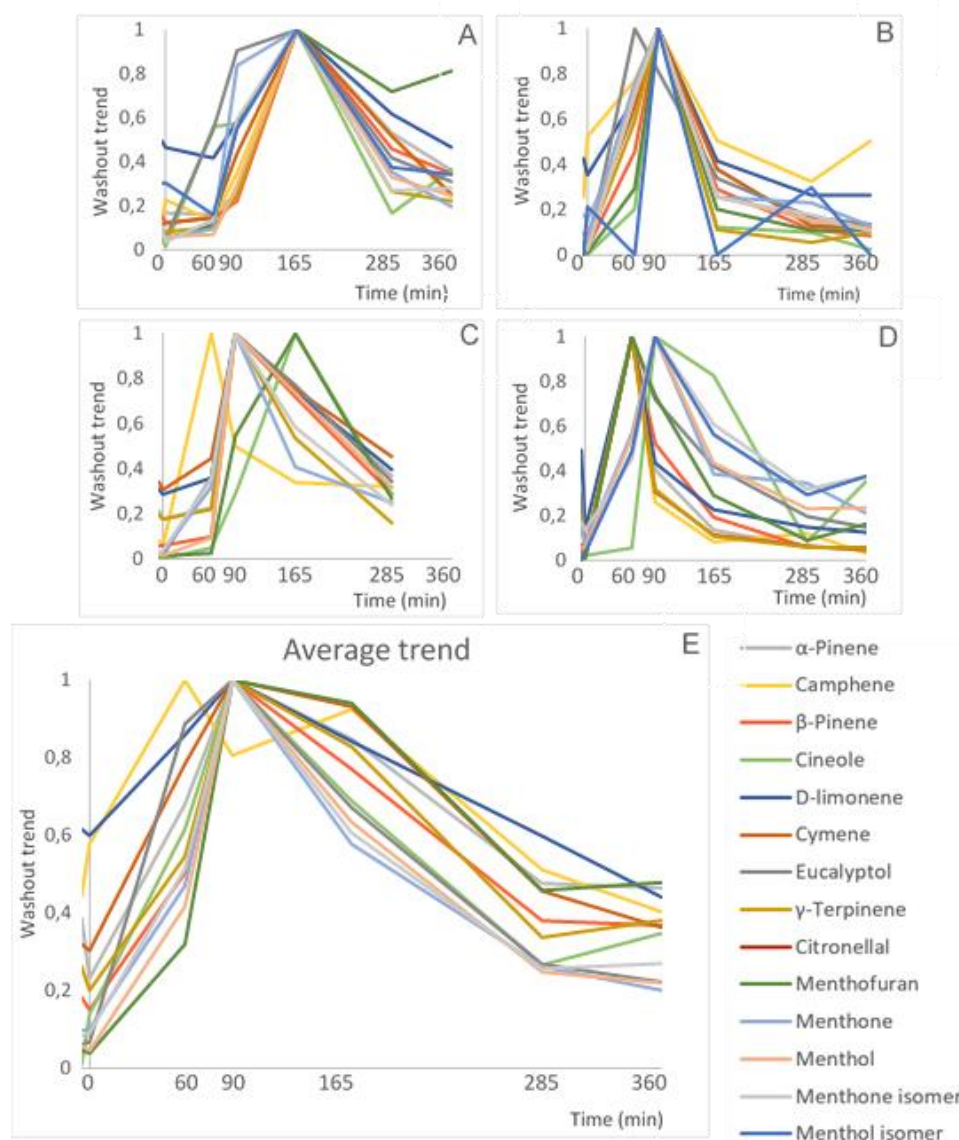 A
Washout trend
1
0,8
0,6
0,4
0,2
0
0 60 90 165 285 360
Time (min)
B
Washout trend
1
0,8
0,6
0,4
0,2
0
0 60 90 165 285 360
Time (min)
C
Washout trend
1
0,8
0,6
0,4
0,2
0
0 60 90 165 285 360
Time (min)
D
Washout trend
1
0,8
0,6
0,4
0,2
0
0 60 90 165 285 360
Time (min)
Average trend
E
Washout trend
1
0,8
0,6
0,4
0,2
0
0 60 90 165 285 360
Time (min)
α-Pinene
Camphene
β-Pinene
Cineole
D-limonene
Cymene
Eucalyptol
γ-Terpinene
Citronellal
Menthofuran
Menthone
Menthol
Menthone isomer
Menthol isomer